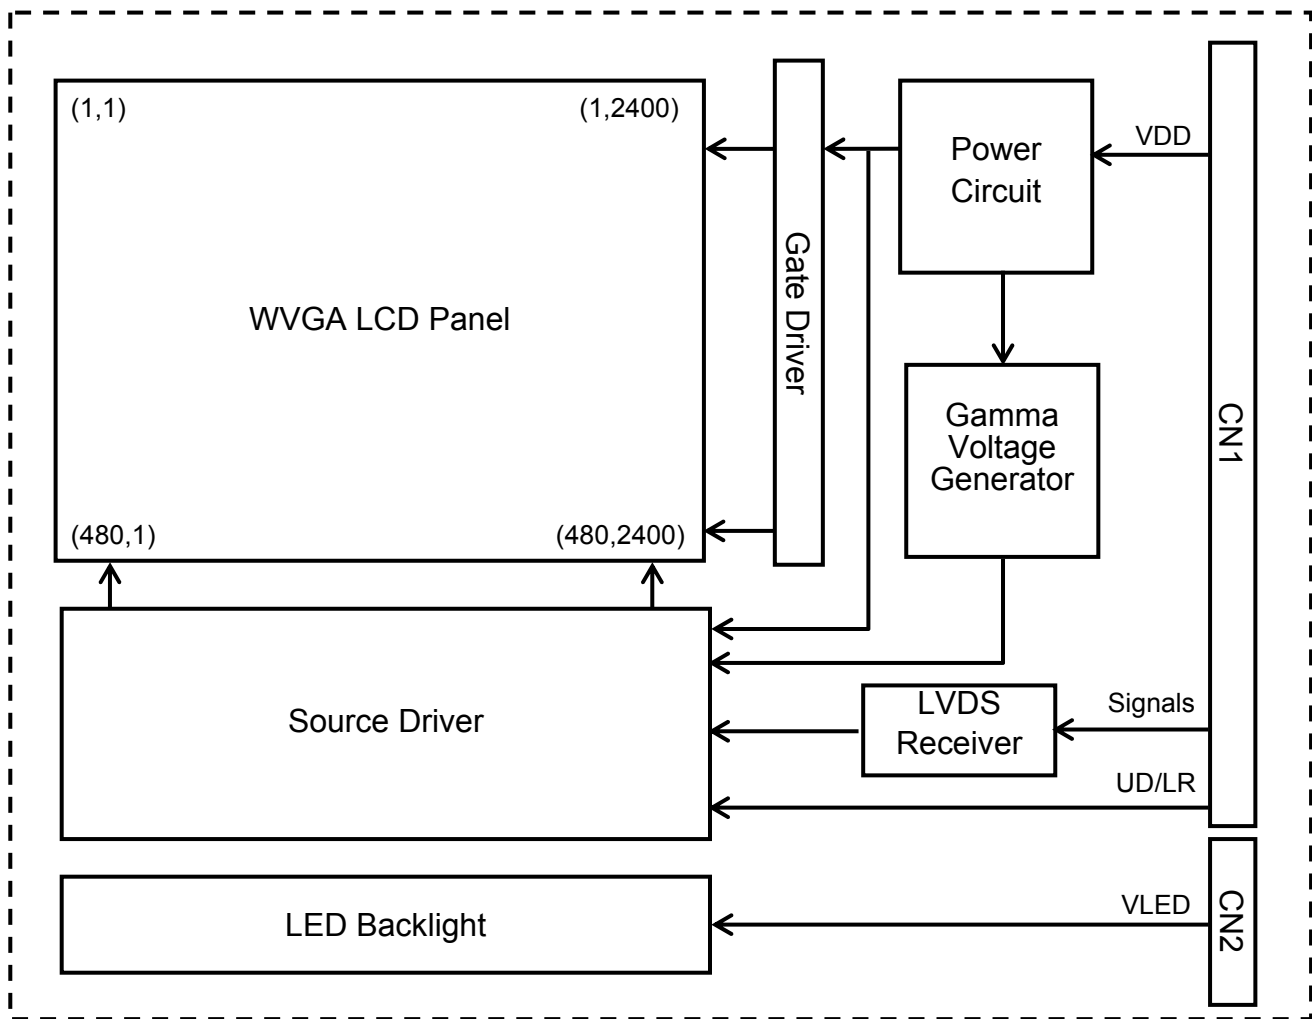 (1,1)
(1,2400)
WVGA LCD Panel
(480,1)
(480,2400)
Gate Driver
Power
Circuit
VDD
Gamma
Voltage
Generator
CN1
Source Driver
LVDS
Receiver
Signals
UD/LR
LED Backlight
VLED
CN2